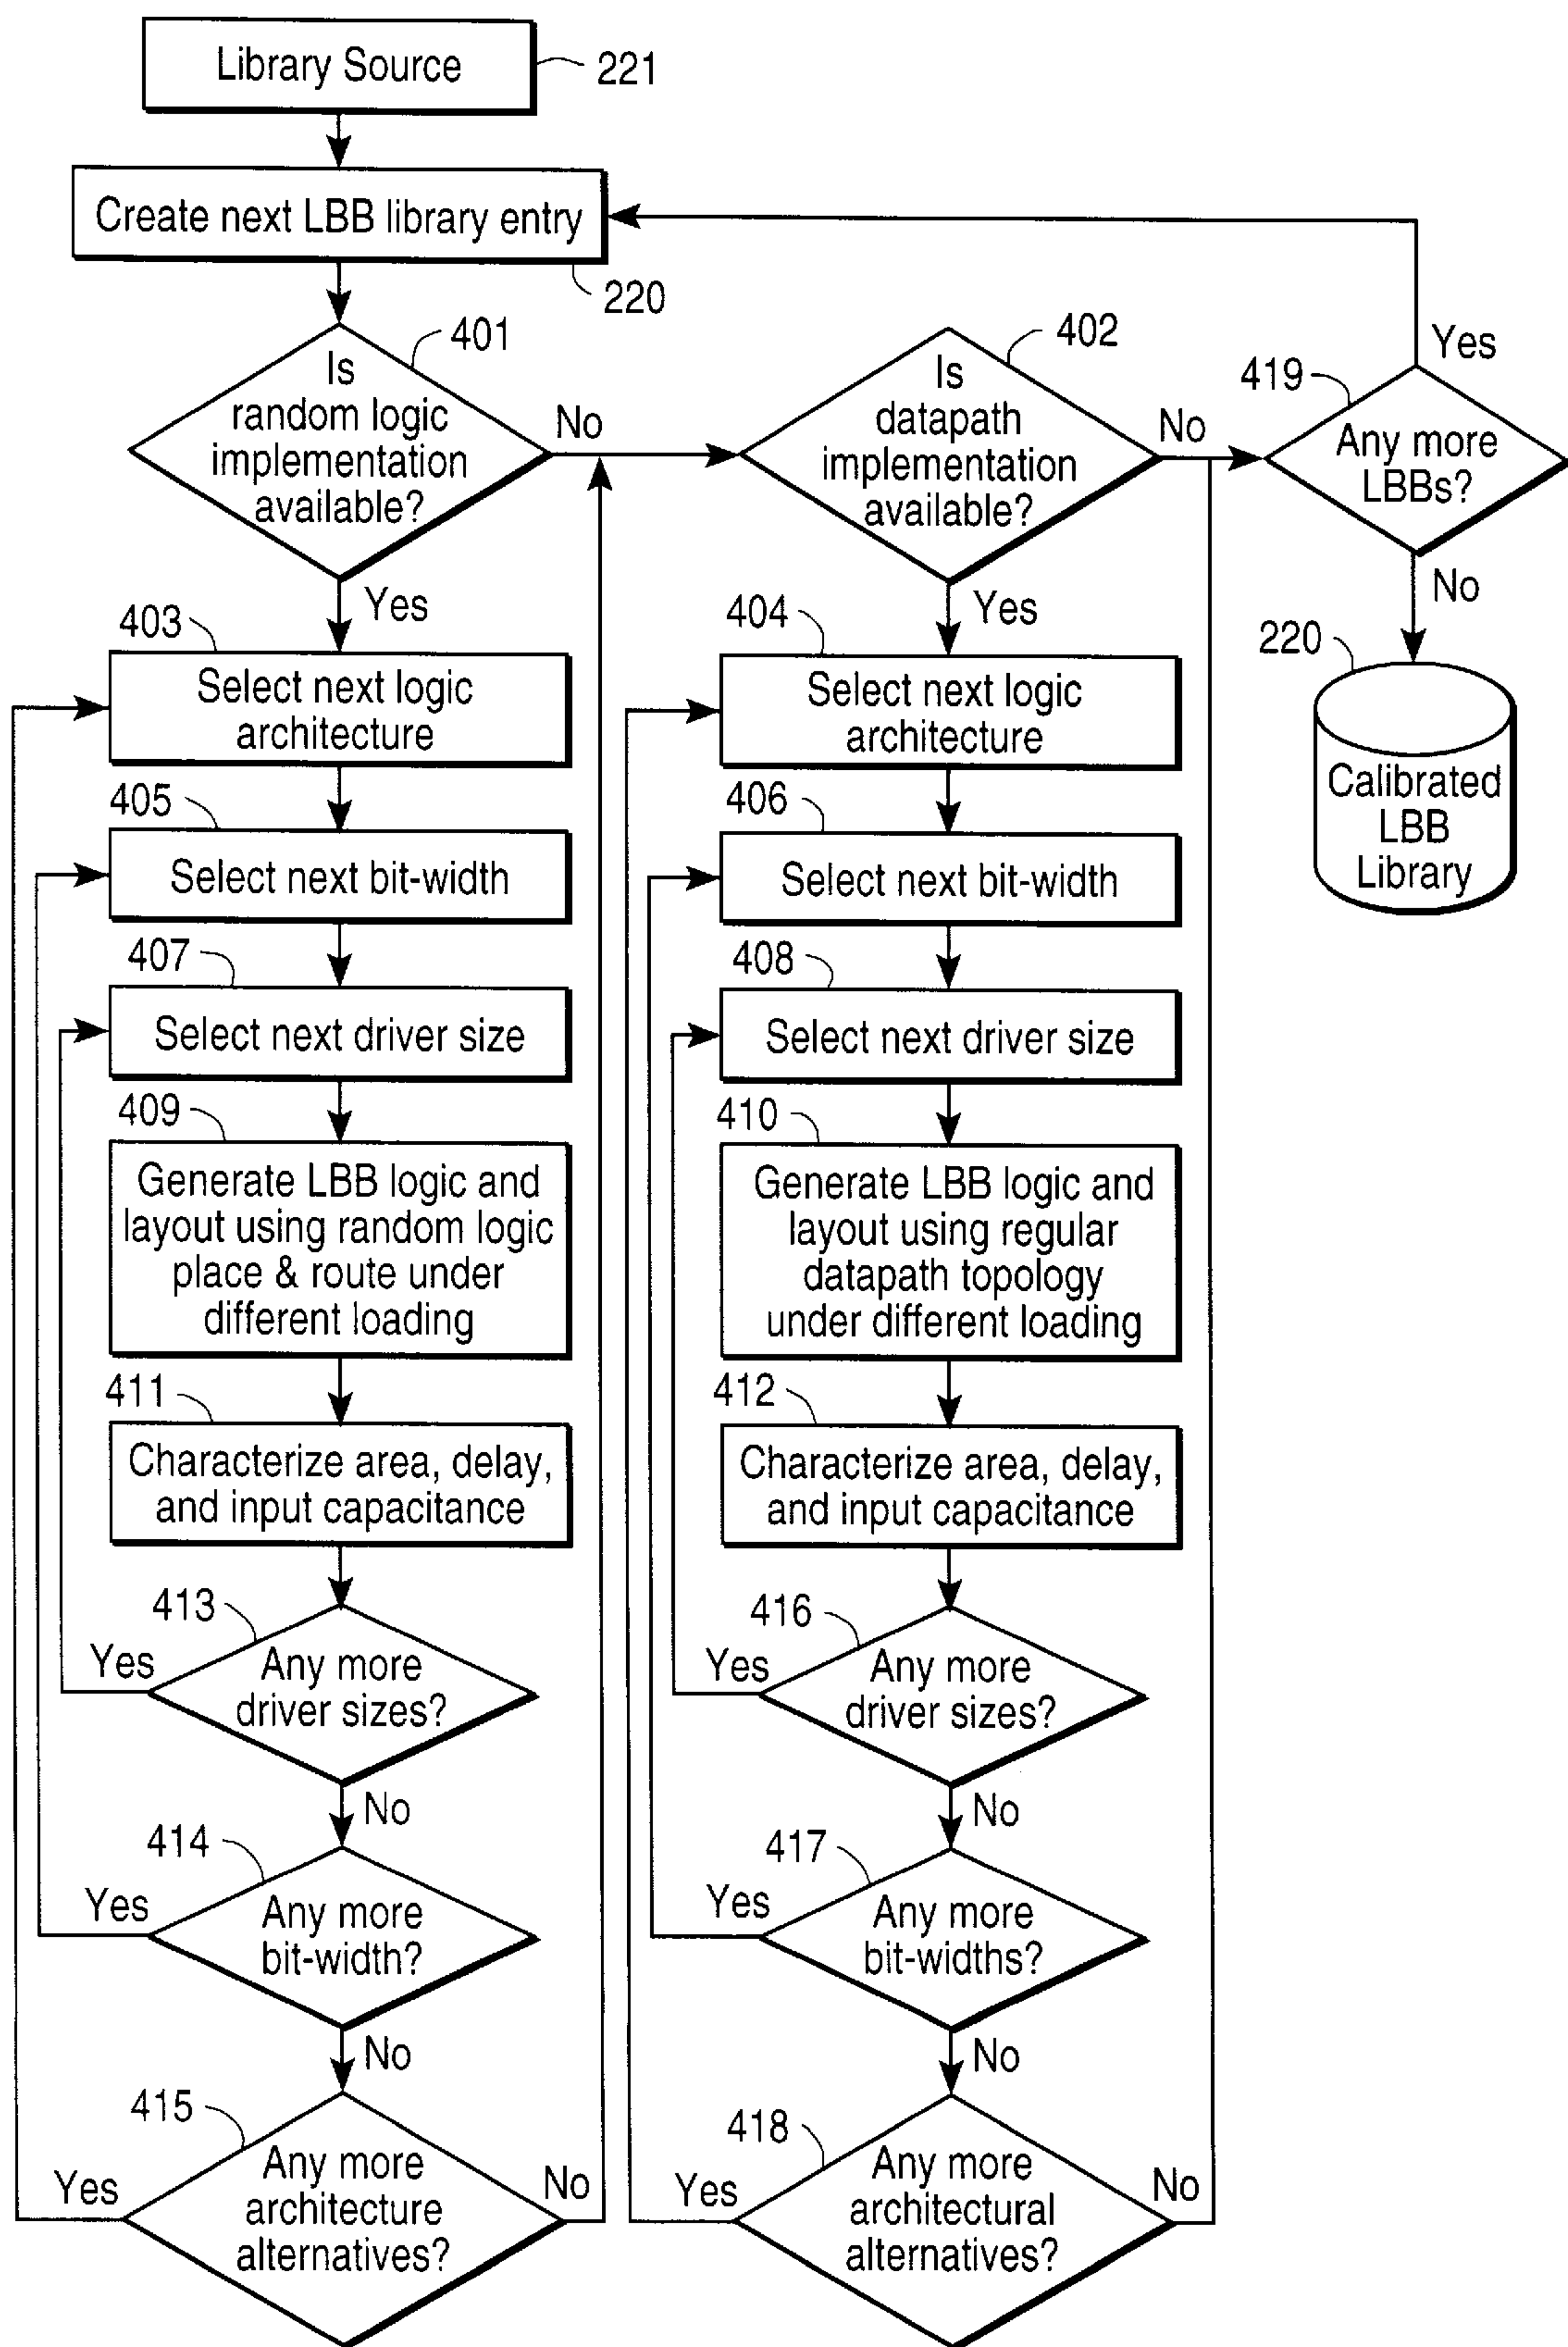 Library Source
221
Create next LBB library entry
220
401
Is
random logic
implementation
available?
No
Yes
402
Is
datapath
implementation
available?
No
Yes
419
Any more
LBBs?
Yes
No
220
Calibrated
LBB
Library
403
Select next logic
architecture
405
Select next bit-width
407
Select next driver size
409
Generate LBB logic and
layout using random logic
place & route under
different loading
411
Characterize area, delay,
and input capacitance
413
Any more
driver sizes?
Yes
No
414
Any more
bit-width?
Yes
No
415
Any more
architecture
alternatives?
Yes
No
404
Select next logic
architecture
406
Select next bit-width
408
Select next driver size
410
Generate LBB logic and
layout using regular
datapath topology
under different loading
412
Characterize area, delay,
and input capacitance
416
Any more
driver sizes?
Yes
No
417
Any more
bit-widths?
Yes
No
418
Any more
architectural
alternatives?
Yes
No